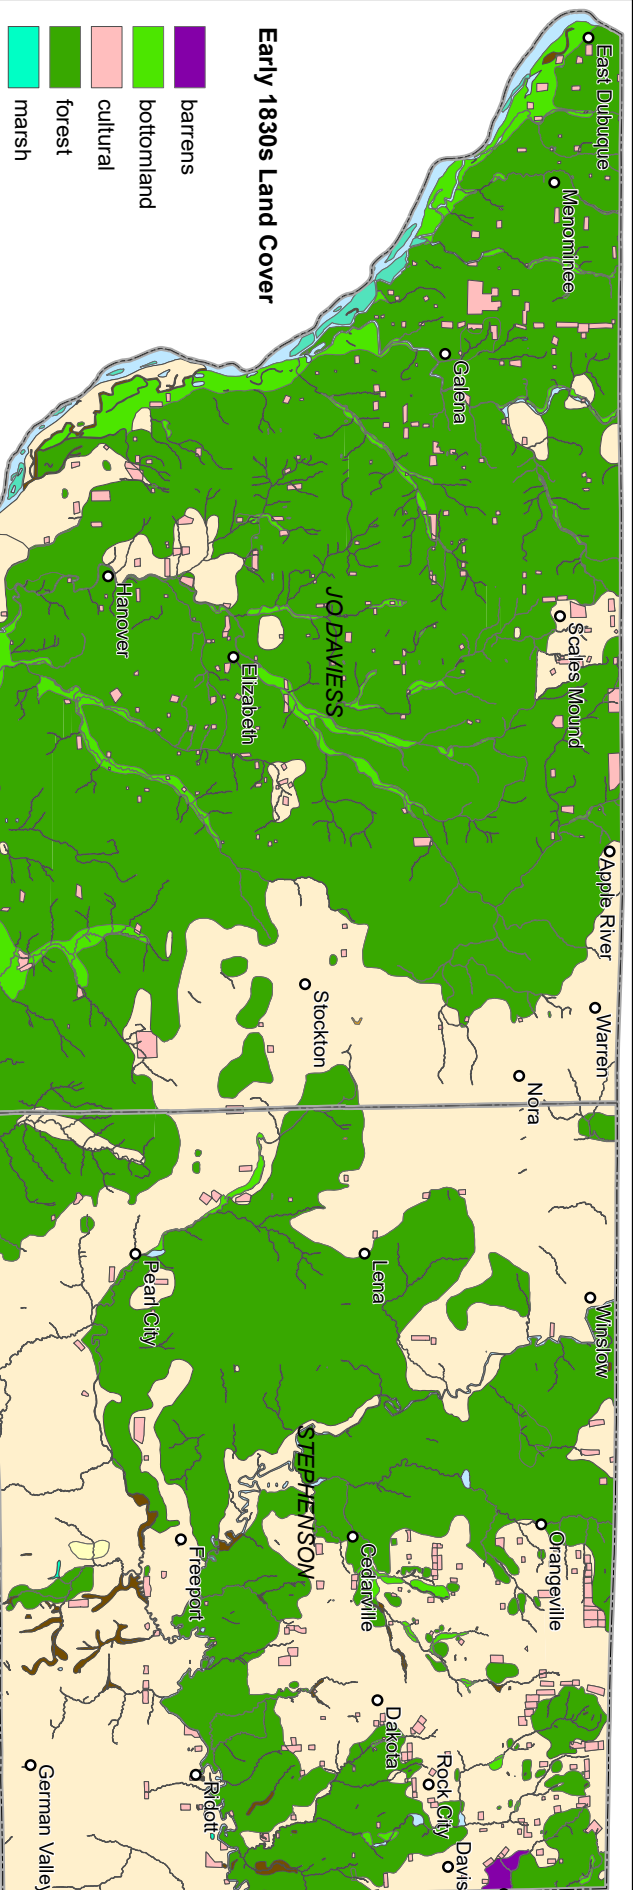 Early 1830s Land Cover
barrens
bottomland
cultural
forest
marsh
East Dubuque
Menominee
Galena
Scales Mound
Apple River
Warren
Nora
Hanover
Elizabeth
JO DAVIESS
Stockton
Winslow
Lena
Pearl City
STEPHENSON
Orangeville
Cedarville
Freeport
Dakota
Rock City
Davis
Ridott
German Valley